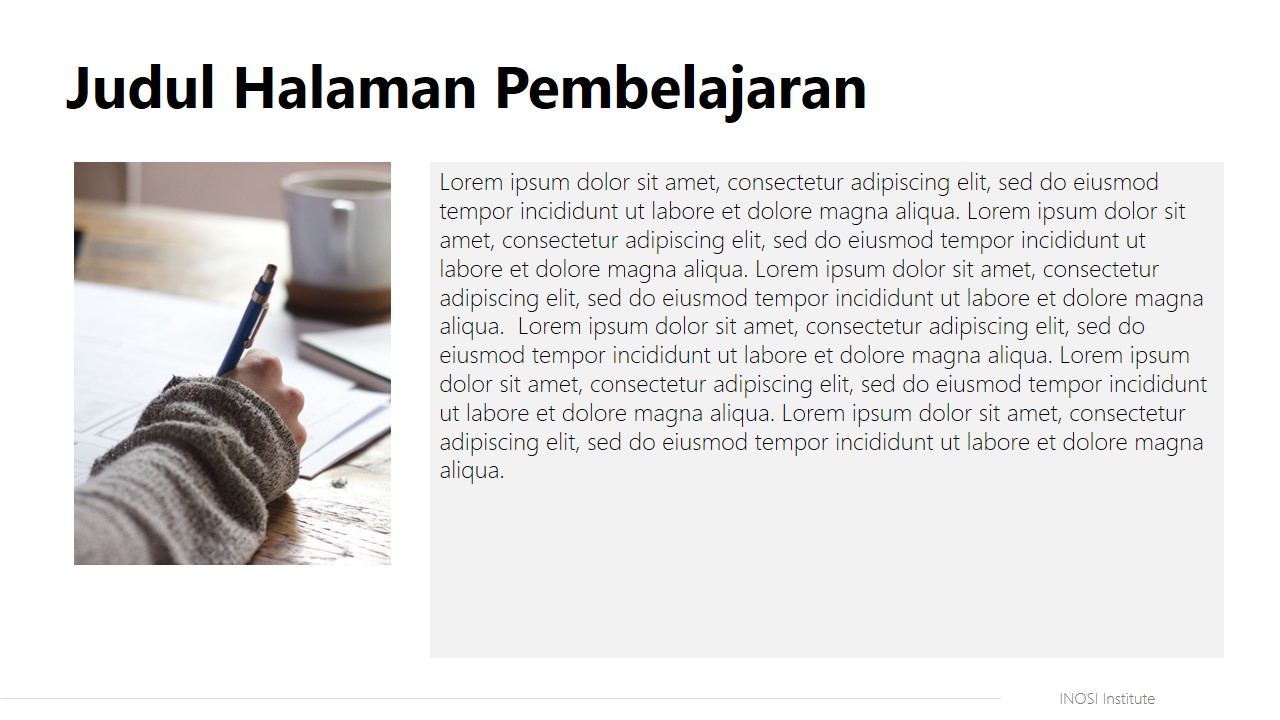 Judul Halaman Pembelajaran
Lorem ipsum dolor sit amet, consectetur adipiscing elit, sed do eiusmod
tempor incididunt ut labore et dolore magna aliqua. Lorem ipsum dolor sit
amet, consectetur adipiscing elit, sed do eiusmod tempor incididunt ut
labore et dolore magna aliqua. Lorem ipsum dolor sit amet, consectetur
adipiscing elit, sed do eiusmod tempor incididunt ut labore et dolore magna
aliqua.  Lorem ipsum dolor sit amet, consectetur adipiscing elit, sed do
eiusmod tempor incididunt ut labore et dolore magna aliqua. Lorem ipsum
dolor sit amet, consectetur adipiscing elit, sed do eiusmod tempor incididunt
ut labore et dolore magna aliqua. Lorem ipsum dolor sit amet, consectetur
adipiscing elit, sed do eiusmod tempor incididunt ut labore et dolore magna
aliqua.
INOSI Institute